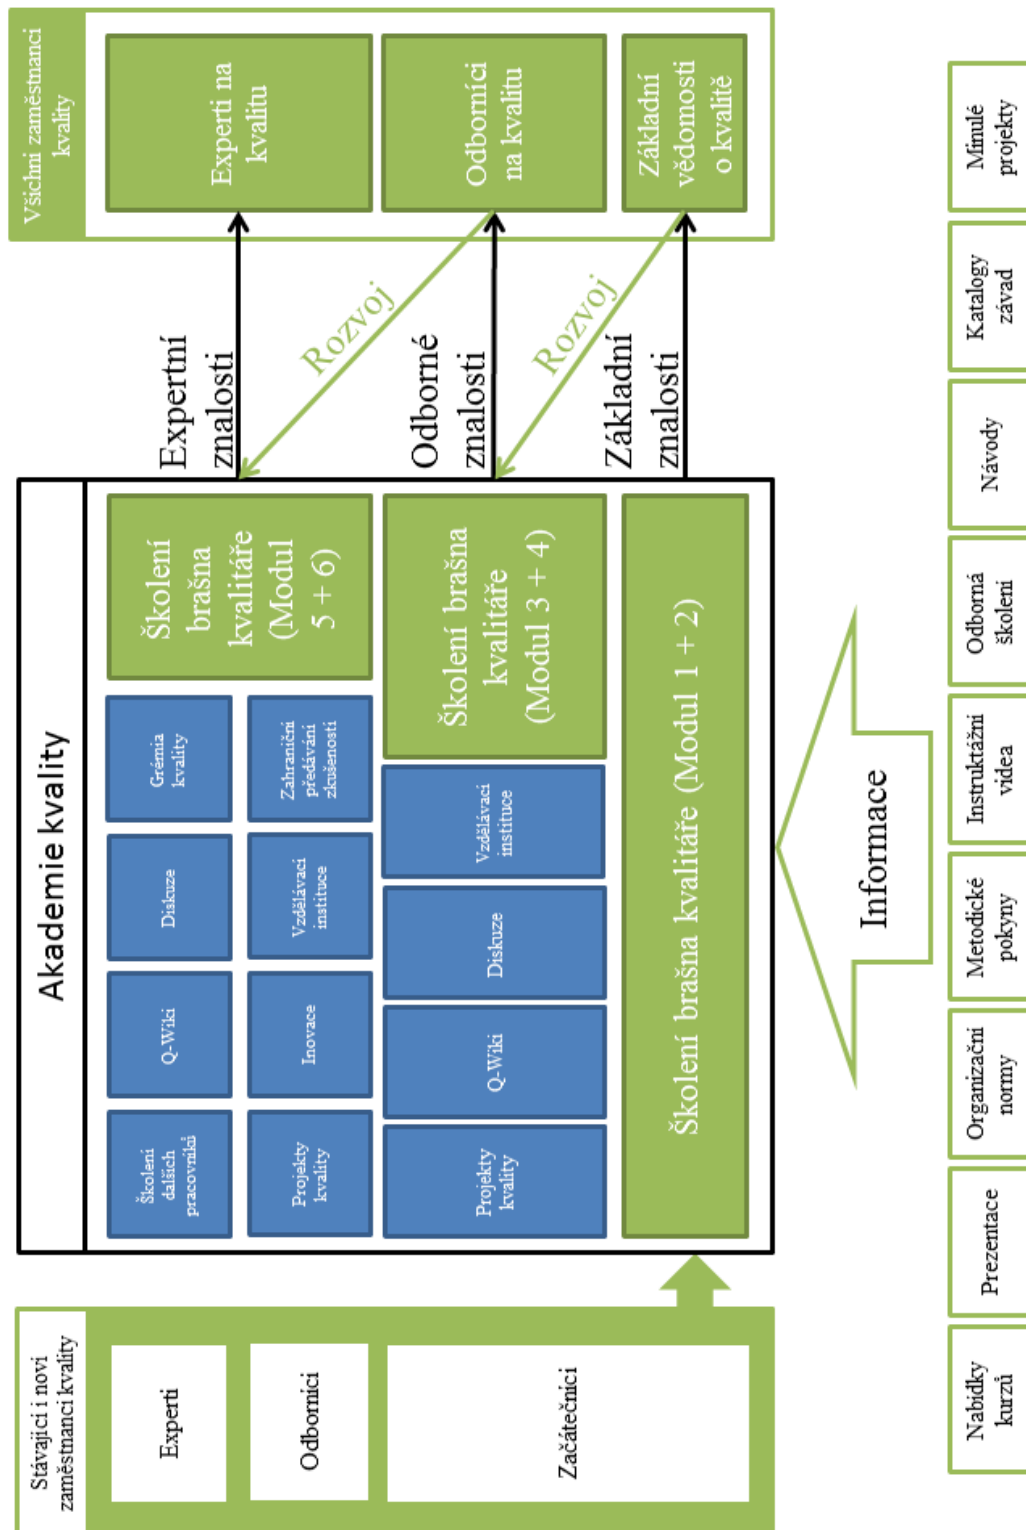 Stávající i noví
zaměstnanci kvality
Experti
Odborníci
Začátečníci
Akademie kvality
Školení
dalších
pracovníků
Q-Wiki
Diskuze
Grémia
kvality
Projekty
kvality
Inovace
Vzdělávací
instituce
Zahraniční
předávání
zkušeností
Školení
brašna
kvalitáře
(Modul
5 + 6)
Projekty
kvality
Q-Wiki
Diskuze
Vzdělávací
instituce
Školení brašna
kvalitáře
(Modul 3 + 4)
Školení brašna kvalitáře (Modul 1 + 2)
Expertní
znalosti
Rozvoj
Odborné
znalosti
Rozvoj
Základní
znalosti
Všichni zaměstnanci
kvality
Experti na
kvalitu
Odborníci
na kvalitu
Základní
vědomosti
o kvalitě
Informace
Nabídky
kurzů
Prezentace
Organizační
normy
Metodické
pokyny
Instruktážní
videa
Odborná
školení
Návody
Katalogy
závad
Minulé
projekty